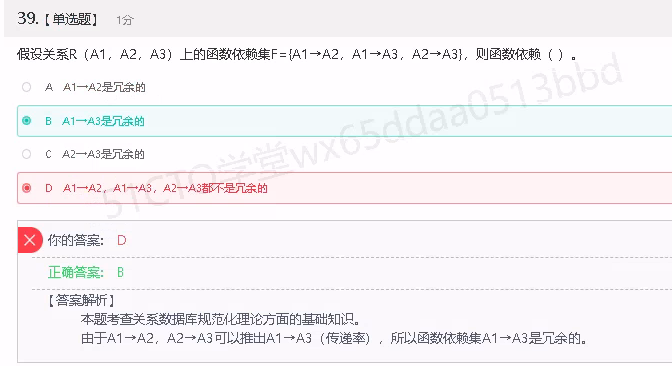 39.【单选题】 1分
假设关系R（A1，A2，A3）上的函数依赖集F={A1→A2，A1→A3，A2→A3}，则函数依赖（ ）。
A A1→A2是冗余的
B A1→A3是冗余的
C A2→A3是冗余的
D A1→A2，A1→A3，A2→A3都不是冗余的
51CTO学堂wx65ddaa0513bbd
你的答案: D
正确答案: B
【答案解析】
本题考查关系数据库规范化理论方面的基础知识。
由于A1→A2，A2→A3可以推出A1→A3（传递率），所以函数依赖集A1→A3是冗余的。